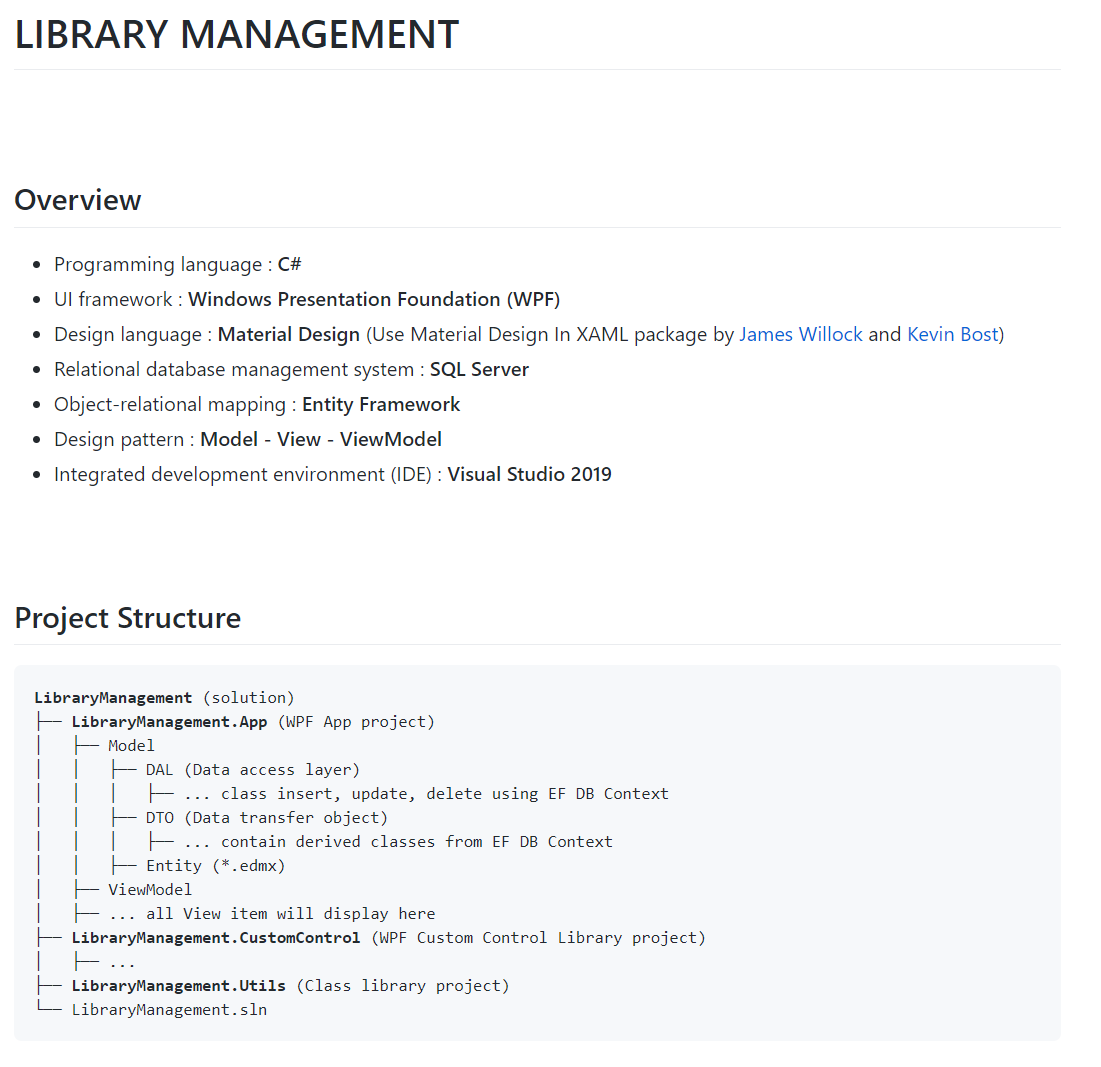 LIBRARY MANAGEMENT
Overview
• Programming language : C#
• UI framework : Windows Presentation Foundation (WPF)
• Design language : Material Design (Use Material Design In XAML package by James Willock and Kevin Bost)
• Relational database management system : SQL Server
• Object-relational mapping : Entity Framework
• Design pattern : Model - View - ViewModel
• Integrated development environment (IDE) : Visual Studio 2019
Project Structure
LibraryManagement (solution)
├── LibraryManagement.App (WPF App project)
│   ├── Model
│   │   ├── DAL (Data access layer)
│   │   │   ├── ... class insert, update, delete using EF DB Context
│   │   ├── DTO (Data transfer object)
│   │   │   ├── ... contain derived classes from EF DB Context
│   │   ├── Entity (*.edmx)
│   ├── ViewModel
│   ├── ... all View item will display here
├── LibraryManagement.CustomControl (WPF Custom Control Library project)
│   ├── ...
├── LibraryManagement.Utils (Class library project)
└── LibraryManagement.sln